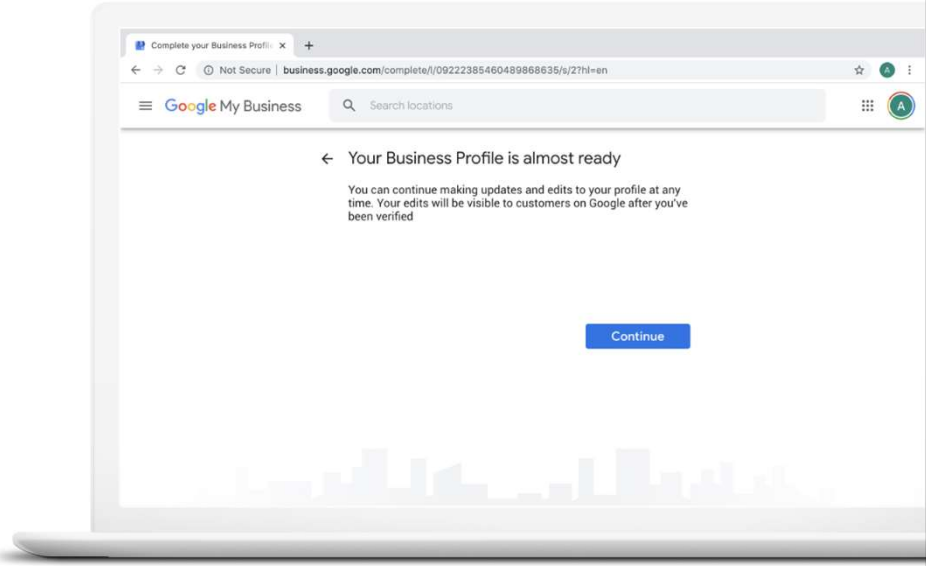 Complete your Business Profil
Not Secure | business.google.com/complete/l/09222385460489868635/s/2?hl=en
A
Google My Business
Search locations
A
Your Business Profile is almost ready
You can continue making updates and edits to your profile at any
time. Your edits will be visible to customers on Google after you've
been verified
Continue